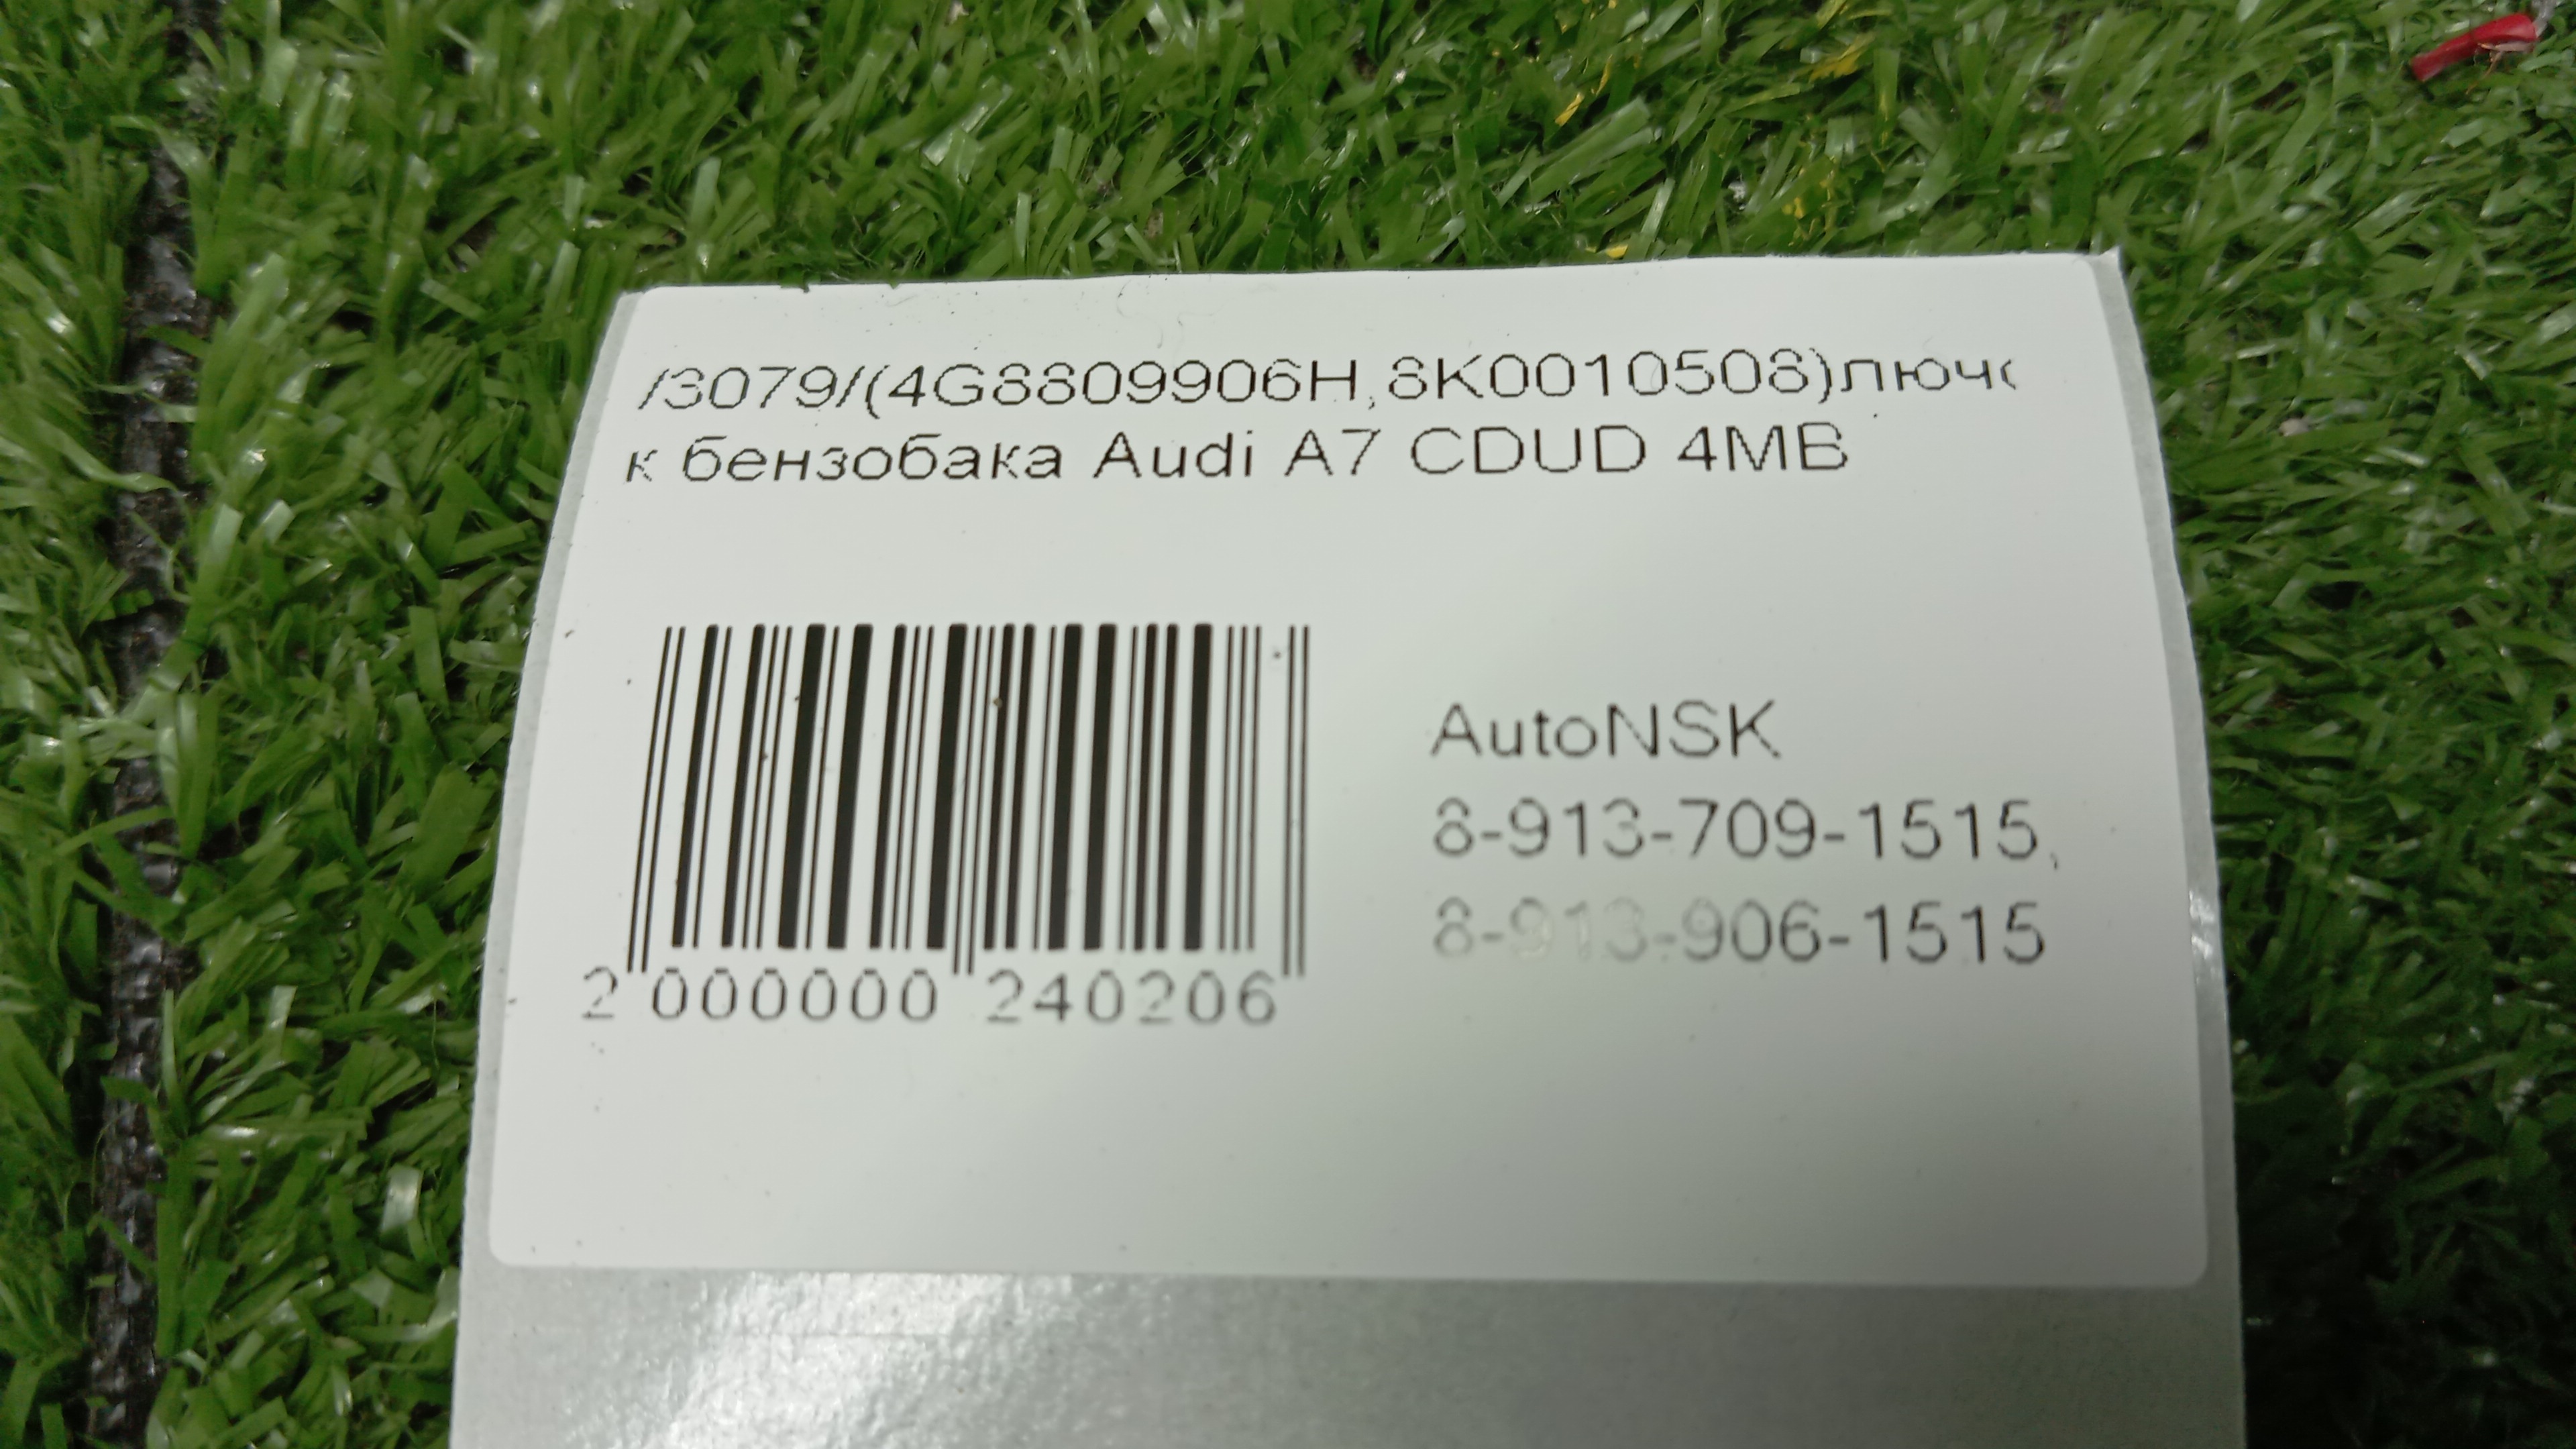 /3079/(4G8809906H,8K0010508)лючо
к бензобака Audi A7 CDUD 4MB
AutoNSK
8-913-709-1515,
8-913-906-1515
2 000000 240206